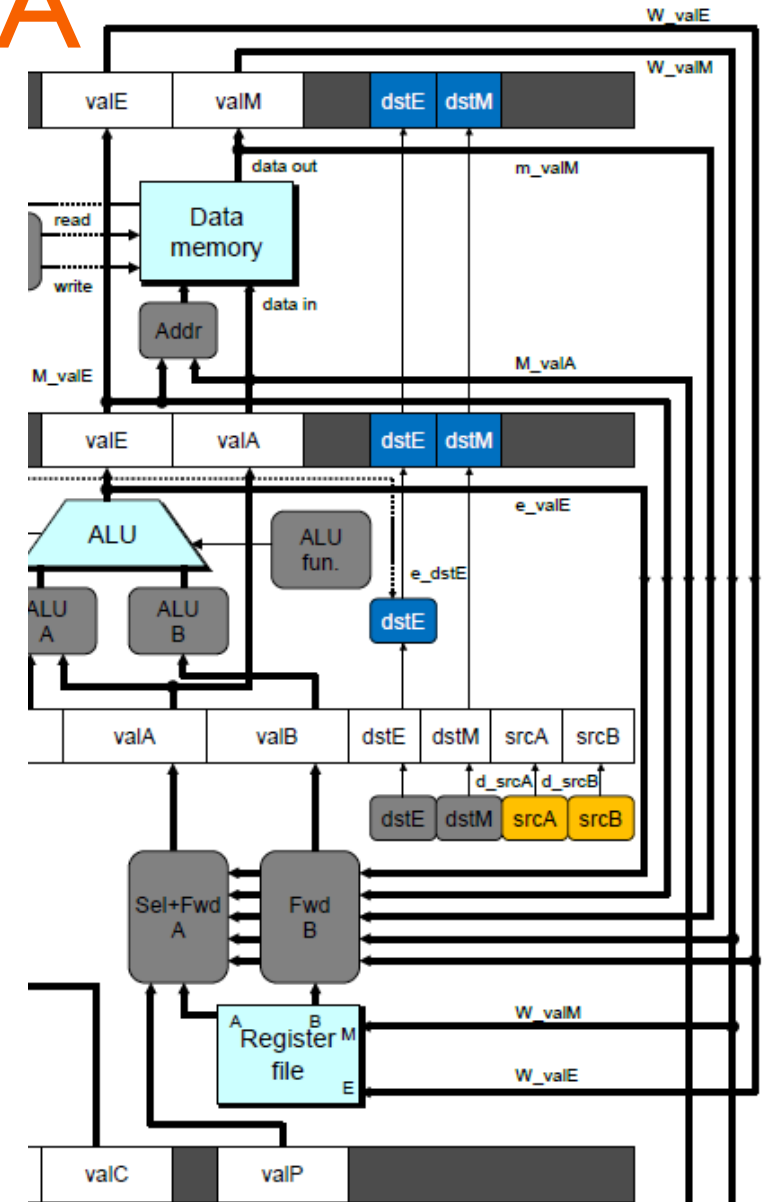 A
W_valE
W_valM
valE valM dstE dstM
data out
m_valM
Data
memory
read
write
data in
Addr
M_valA
M_valE
valE valA dstE dstM
e_valE
ALU
ALU
fun.
e_dstE
ALU
A
ALU
B
dstE
valA valB dstE dstM srcA srcB
d_srcA d_srcB
dstE dstM srcA srcB
Sel+Fwd
A
Fwd
B
W_valM
A B M
Register
file
E
W_valE
valC valP